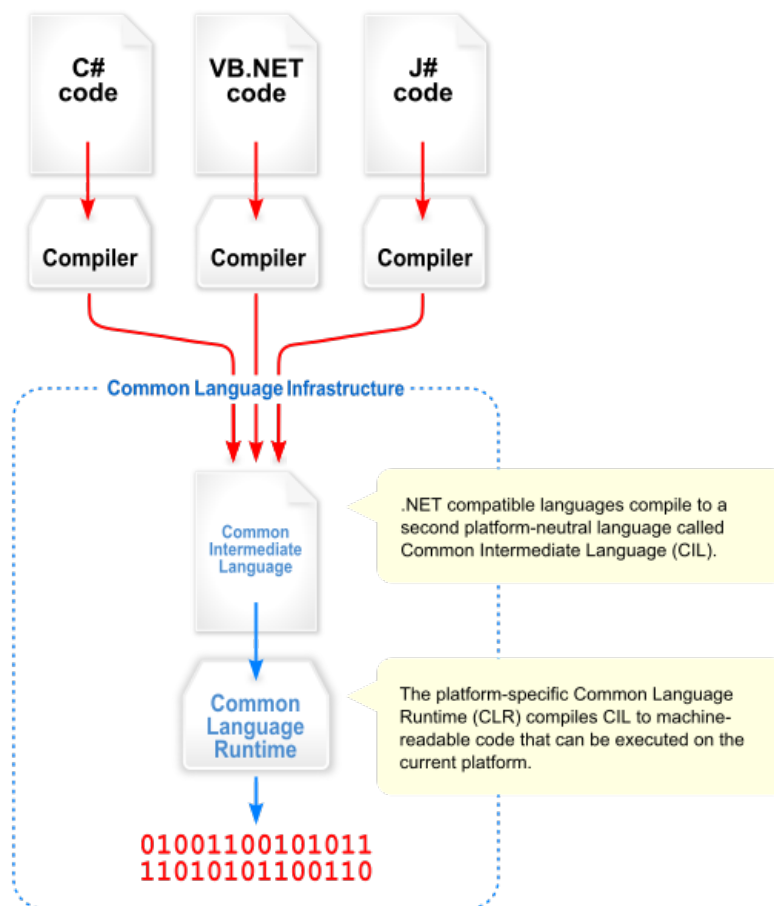 C#
code
VB.NET
code
J#
code
Compiler
Compiler
Compiler
Common Language Infrastructure
Common
Intermediate
Language
.NET compatible languages compile to a
second platform-neutral language called
Common Intermediate Language (CIL).
Common
Language
Runtime
The platform-specific Common Language
Runtime (CLR) compiles CIL to machine-
readable code that can be executed on the
current platform.
01001100101011
11010101100110